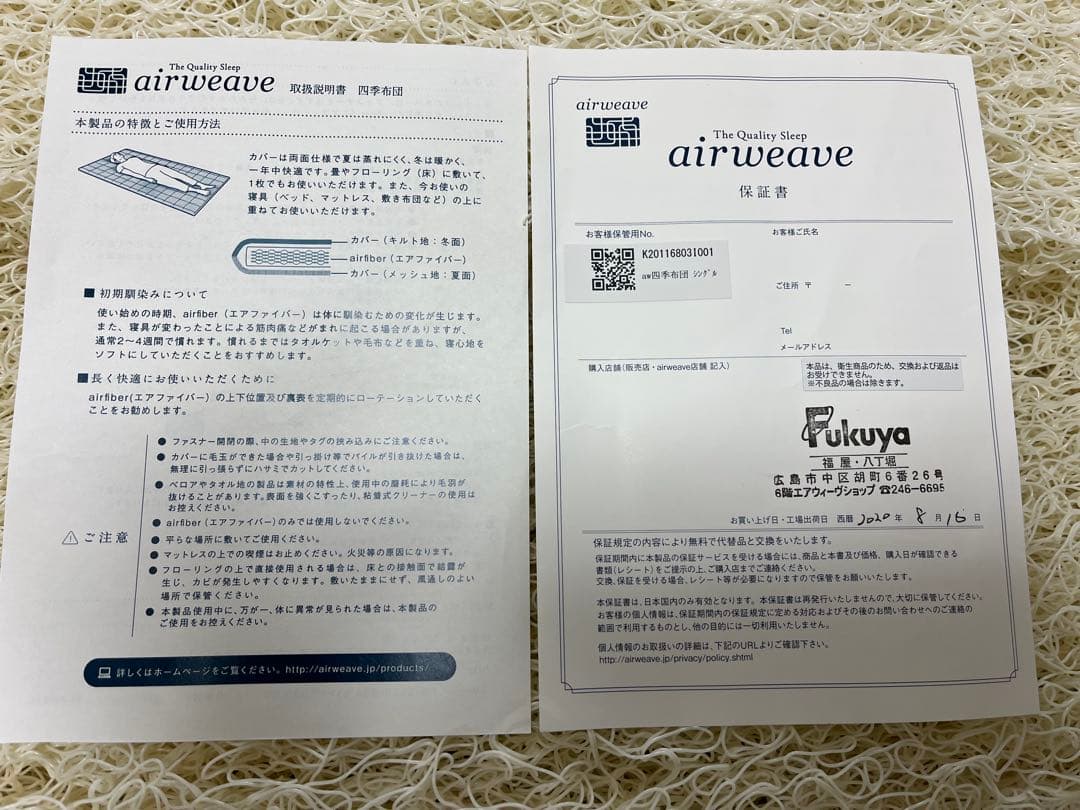 The Quality Sleep
airweave 取扱説明書 四季布団
本製品の特徴とご使用方法
カバーは両面仕様で夏は蒸れにくく、冬は暖かく、
一年中快適です。畳やフローリング（床）に敷いて、
1枚でもお使いいただけます。また、今お使いの
寝具（ベッド、マットレス、敷き布団など）の上に
重ねてお使いいただけます。
カバー（キルト地：冬面）
airfiber（エアファイバー）
カバー（メッシュ地：夏面）
■ 初期馴染みについて
使い始めの時期、airfiber（エアファイバー）は体に馴染むための変化が生じます。
また、寝具が変わったことによる筋肉痛などがまれに起こる場合がありますが、
通常2～4週間で慣れます。慣れるまではタオルケットや毛布などを重ね、寝心地を
ソフトにしていただくことをおすすめします。
■長く快適にお使いいただくために
airfiber(エアファイバー）の上下位置及び裏表を定期的にローテーションしていただく
ことをお勧めします。
ご注意
● ファスナー開閉の際、中の生地やタグの挟み込みにご注意ください。
● カバーに毛玉ができた場合や引っ掛け等でパイルが引き抜けた場合は、
無理に引っ張らずにハサミでカットしてください。
● ベロアやタオル地の製品は素材の特性上、使用中の磨耗により毛羽が
抜けることがあります。表面を強くこすったり、粘着式クリーナーの使用は
お控えください。
● airfiber（エアファイバー）のみでは使用しないでください。
● 平らな場所に敷いてご使用ください。
● マットレスの上での喫煙はお止めください。火災等の原因になります。
● フローリングの上で直接使用される場合は、床との接触面で結露が
生じ、カビが発生しやすくなります。敷いたままにせず、風通しのよい
場所で保管ください。
● 本製品使用中に、万が一、体に異常が見られた場合は、本製品の
ご使用をお控えください。
詳しくはホームページをご覧ください。http://airweave.jp/products/
airweave
The Quality Sleep
airweave
保証書
お客様保管用No.
K201168031001
aw四季布団 ｼﾝｸﾞﾙ
お客様ご氏名
ご住所 〒 －
Tel
メールアドレス
購入店舗（販売店・airweave店舗 記入）
本品は、衛生商品のため、交換および返品は
お受けできません。
※不良品の場合は除きます。
Fukuya
福屋・八丁堀
広島市中区胡町6番26号
6階エアウィーヴショップ ☎246-6695
お買い上げ日・工場出荷日 西暦 2020 年 8 月 16 日
保証規定の内容により無料で代替品と交換をいたします。
保証期間内に本製品の保証サービスを受ける場合には、商品と本書及び価格、購入日が確認できる
書類（レシート）をご提示の上、ご購入店までご連絡ください。
交換、保証を受ける場合、レシート等が必要になりますので保管をお願いいたします。
本保証書は、日本国内のみ有効となります。本保証書は再発行いたしませんので、大切に保管してください。
お客様の個人情報は、保証期間内の保証規定に定める対応およびその後のお問い合わせへのご連絡の
範囲で利用するものとし、他の目的には一切利用いたしません。
個人情報のお取扱いの詳細は、下記のURLよりご確認下さい。
http://airweave.jp/privacy/policy.shtml